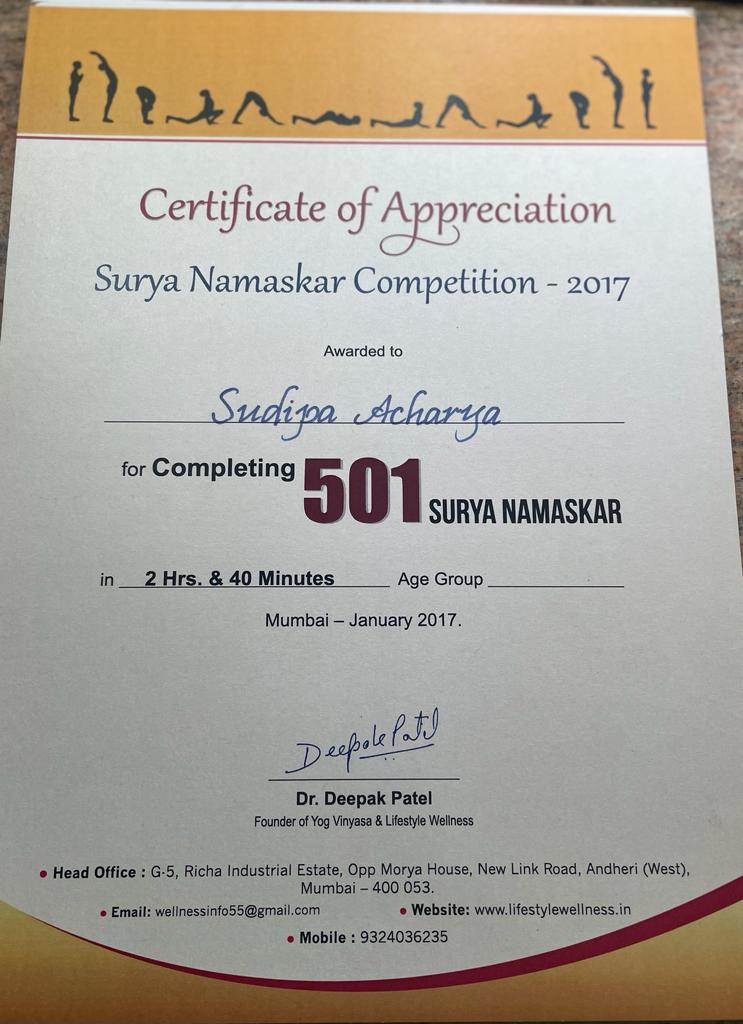 Certificate of Appreciation
Surya Namaskar Competition - 2017
Awarded to
Sudipa Acharya
for Completing 501 SURYA NAMASKAR
in 2 Hrs. & 40 Minutes Age Group
Mumbai – January 2017.
Deepak Patel
Dr. Deepak Patel
Founder of Yog Vinyasa & Lifestyle Wellness
• Head Office : G-5, Richa Industrial Estate, Opp Morya House, New Link Road, Andheri (West),
Mumbai – 400 053.
• Email: wellnessinfo55@gmail.com • Website: www.lifestylewellness.in
• Mobile : 9324036235